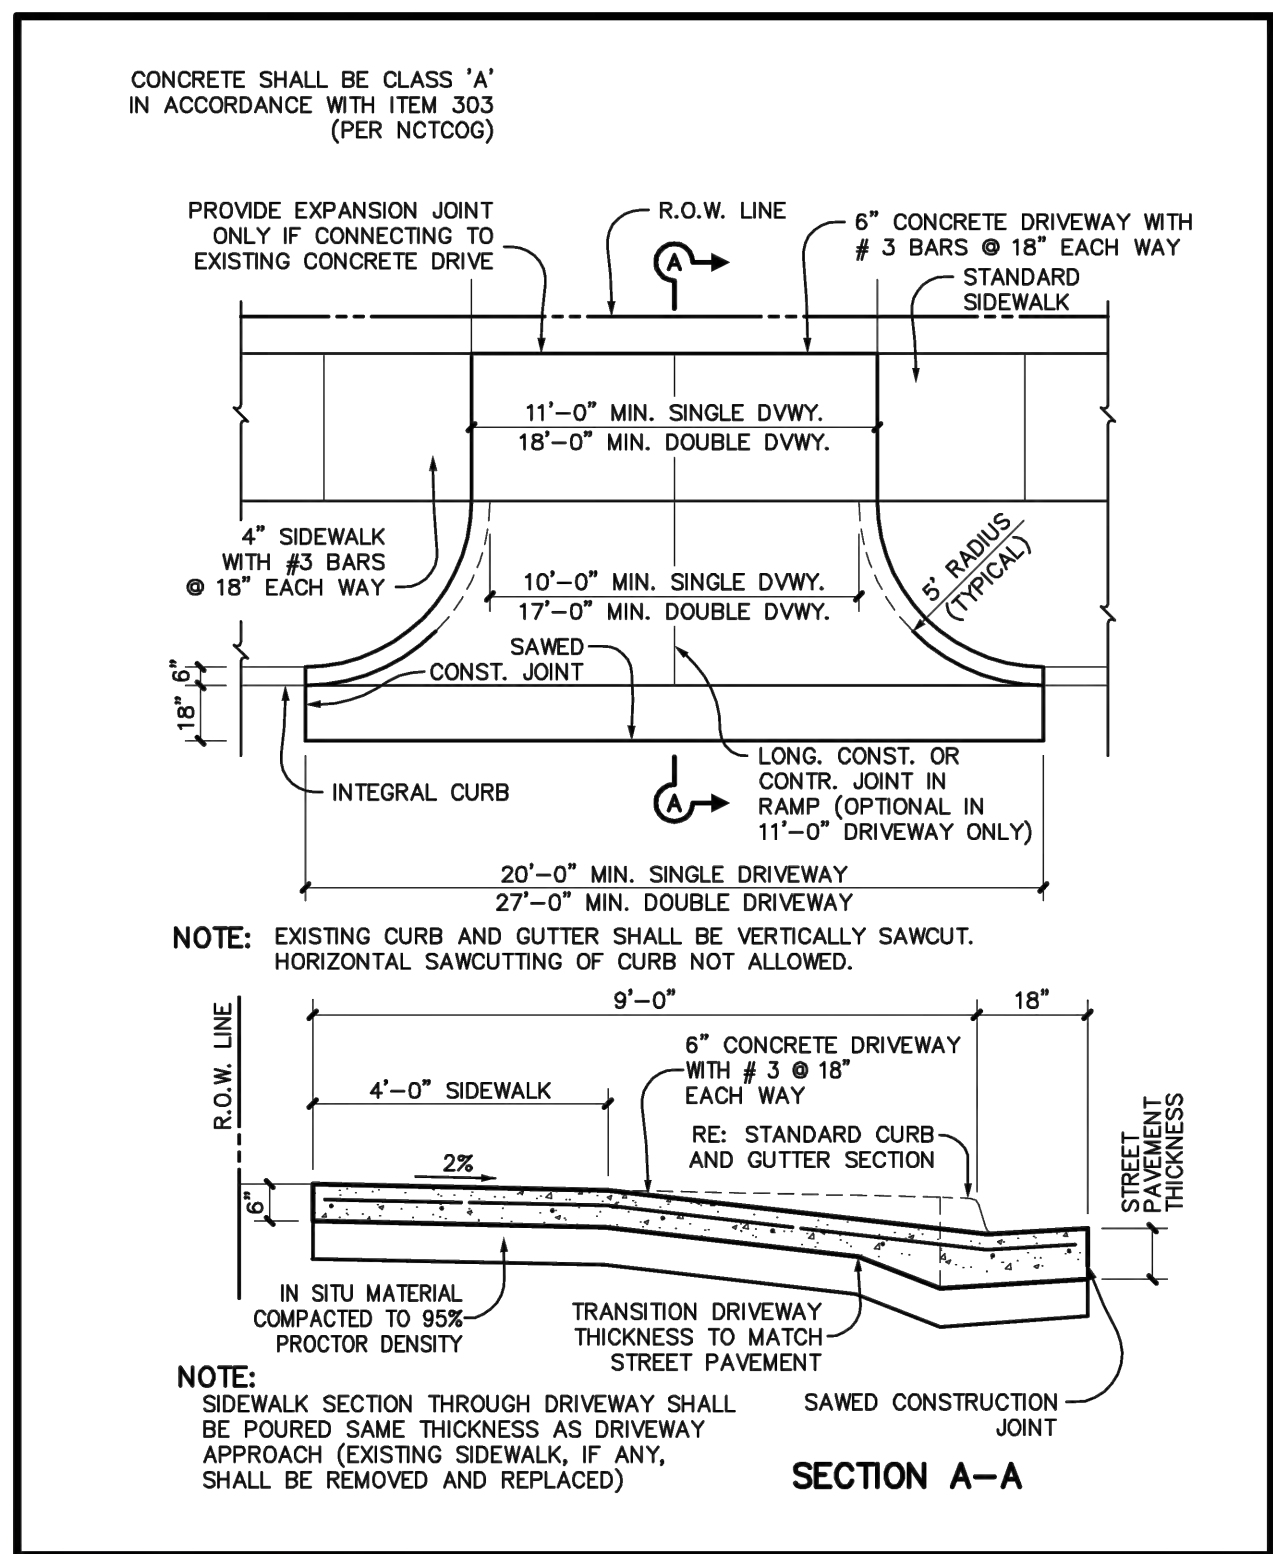 CONCRETE SHALL BE CLASS 'A'
IN ACCORDANCE WITH ITEM 303
(PER NCTCOG)
PROVIDE EXPANSION JOINT
ONLY IF CONNECTING TO
EXISTING CONCRETE DRIVE
R.O.W. LINE
6" CONCRETE DRIVEWAY WITH
# 3 BARS @ 18" EACH WAY
A
STANDARD
SIDEWALK
11'-0" MIN. SINGLE DVWY.
18'-0" MIN. DOUBLE DVWY.
4" SIDEWALK
WITH #3 BARS
@ 18" EACH WAY
10'-0" MIN. SINGLE DVWY.
17'-0" MIN. DOUBLE DVWY.
5' RADIUS
(TYPICAL)
SAWED
CONST. JOINT
6"
18"
INTEGRAL CURB
A
LONG. CONST. OR
CONTR. JOINT IN
RAMP (OPTIONAL IN
11'-0" DRIVEWAY ONLY)
20'-0" MIN. SINGLE DRIVEWAY
27'-0" MIN. DOUBLE DRIVEWAY
NOTE: EXISTING CURB AND GUTTER SHALL BE VERTICALLY SAWCUT.
HORIZONTAL SAWCUTTING OF CURB NOT ALLOWED.
R.O.W. LINE
9'-0"
18"
6" CONCRETE DRIVEWAY
WITH # 3 @ 18"
EACH WAY
4'-0" SIDEWALK
RE: STANDARD CURB
AND GUTTER SECTION
STREET
PAVEMENT
THICKNESS
2%
6"
IN SITU MATERIAL
COMPACTED TO 95%
PROCTOR DENSITY
TRANSITION DRIVEWAY
THICKNESS TO MATCH
STREET PAVEMENT
NOTE:
SIDEWALK SECTION THROUGH DRIVEWAY SHALL
BE POURED SAME THICKNESS AS DRIVEWAY
APPROACH (EXISTING SIDEWALK, IF ANY,
SHALL BE REMOVED AND REPLACED)
SAWED CONSTRUCTION
JOINT
SECTION A-A